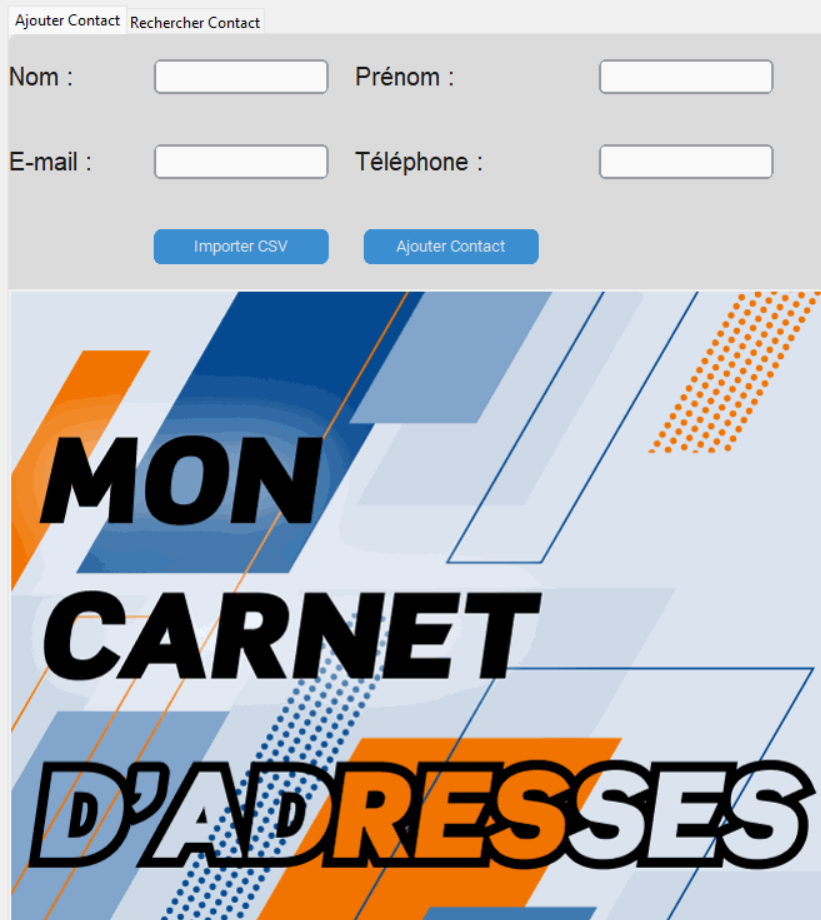 Ajouter Contact Rechercher Contact
Nom : Prénom :
E-mail : Téléphone :
Importer CSV Ajouter Contact
MON
CARNET
D'ADRESSES